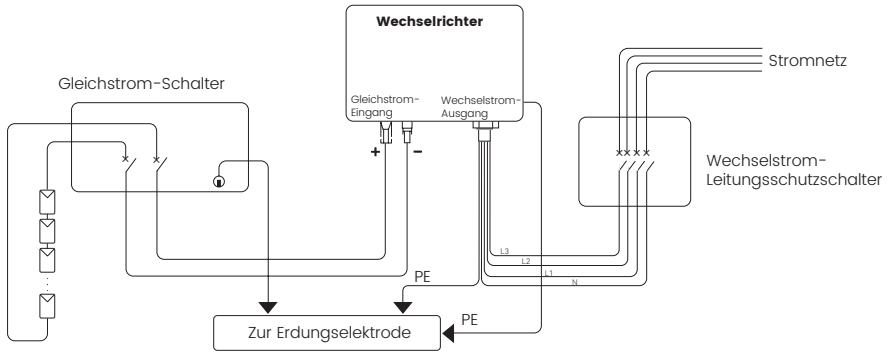 Wechselrichter
Stromnetz
Gleichstrom-Schalter
Gleichstrom-
Eingang
Wechselstrom-
Ausgang
+
−
Wechselstrom-
Leitungsschutzschalter
L3
L2
L1
N
PE
PE
Zur Erdungselektrode